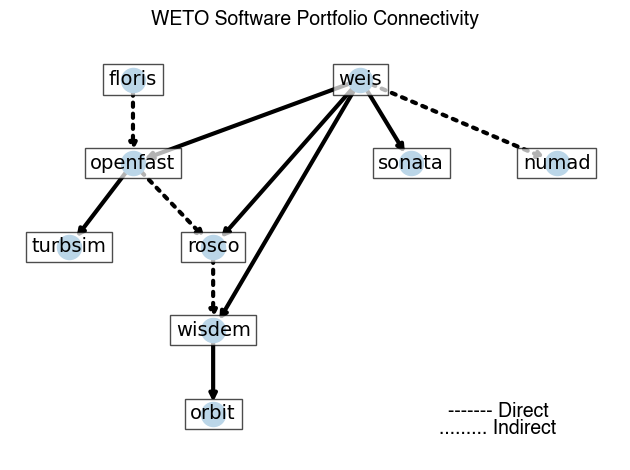 WETO Software Portfolio Connectivity
floris
weis
openfast
sonata
numad
turbsim
rosco
wisdem
orbit
------- Direct
......... Indirect